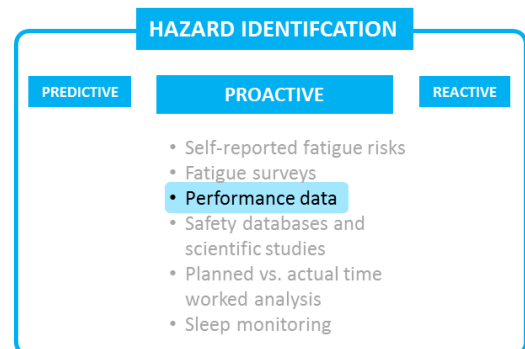 HAZARD IDENTIFCATION
PREDICTIVE
PROACTIVE
REACTIVE
• Self-reported fatigue risks
• Fatigue surveys
• Performance data
• Safety databases and
scientific studies
• Planned vs. actual time
worked analysis
• Sleep monitoring